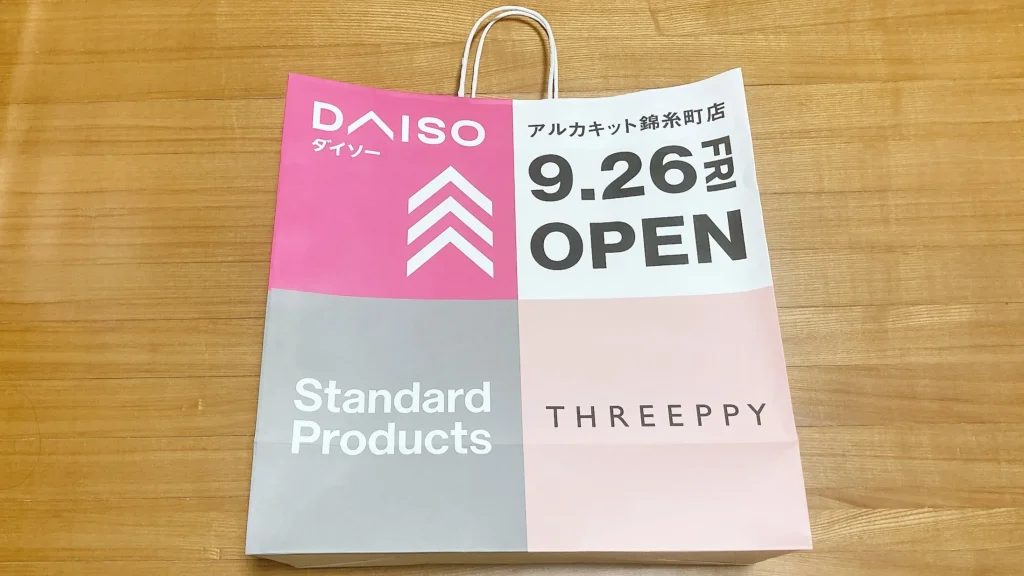 DAISO
ダイソー
アルカキット錦糸町店
9.26 FRI
OPEN
Standard
Products
THREEPPY